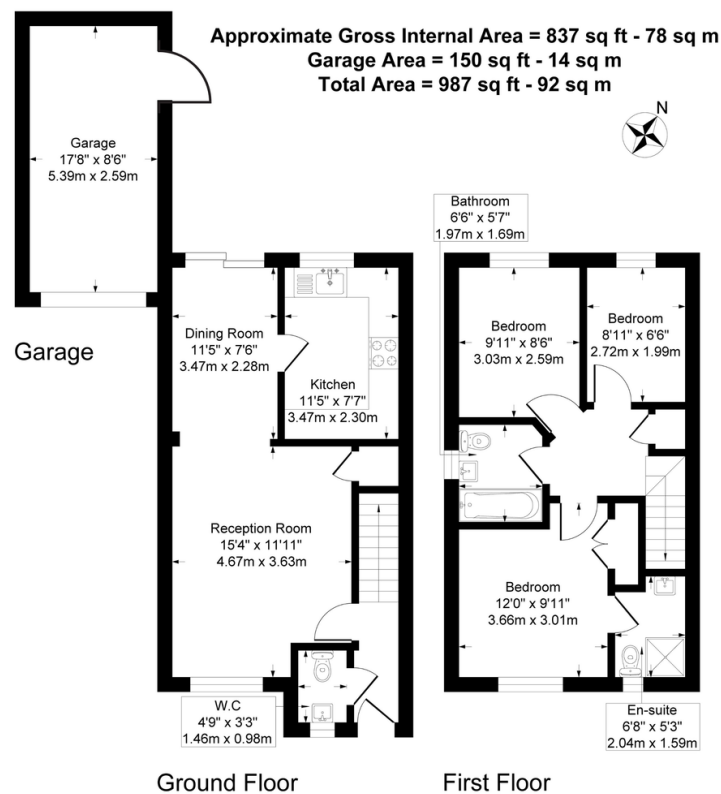 Approximate Gross Internal Area = 837 sq ft - 78 sq m
Garage Area = 150 sq ft - 14 sq m
Total Area = 987 sq ft - 92 sq m
N
Garage
17'8" x 8'6"
5.39m x 2.59m
Garage
Dining Room
11'5" x 7'6"
3.47m x 2.28m
Kitchen
11'5" x 7'7"
3.47m x 2.30m
Reception Room
15'4" x 11'11"
4.67m x 3.63m
W.C
4'9" x 3'3"
1.46m x 0.98m
Ground Floor
Bathroom
6'6" x 5'7"
1.97m x 1.69m
Bedroom
9'11" x 8'6"
3.03m x 2.59m
Bedroom
8'11" x 6'6"
2.72m x 1.99m
Bedroom
12'0" x 9'11"
3.66m x 3.01m
En-suite
6'8" x 5'3"
2.04m x 1.59m
First Floor